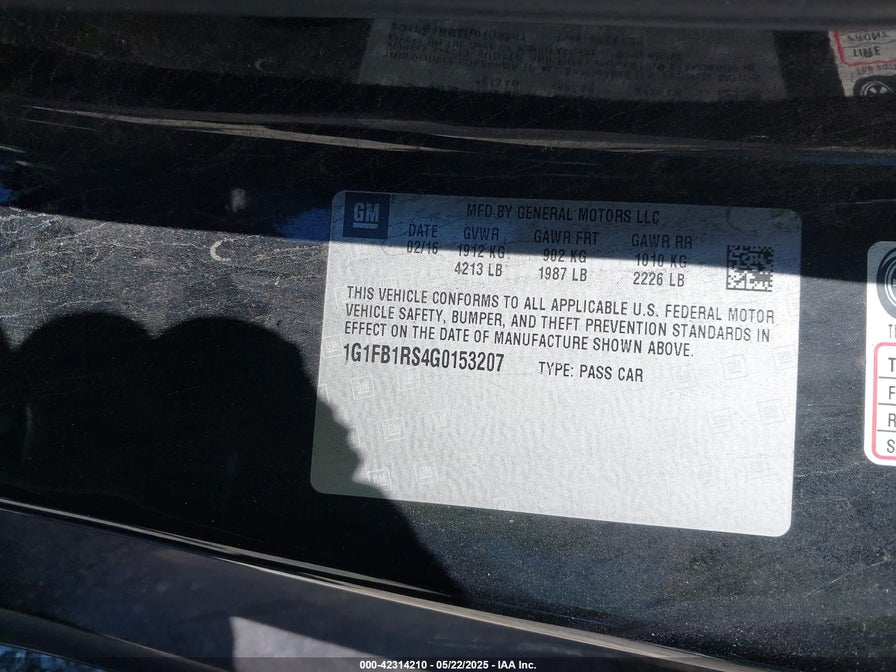 GM
MFD BY GENERAL MOTORS LLC
DATE GVWR GAWR FRT GAWR RR
02/16 1912 KG 902 KG 1010 KG
4213 LB 1987 LB 2226 LB
THIS VEHICLE CONFORMS TO ALL APPLICABLE U.S. FEDERAL MOTOR
VEHICLE SAFETY, BUMPER, AND THEFT PREVENTION STANDARDS IN
EFFECT ON THE DATE OF MANUFACTURE SHOWN ABOVE.
1G1FB1RS4G0153207 TYPE: PASS CAR
T
F
R
S
000-42314210 - 05/22/2025 - IAA Inc.